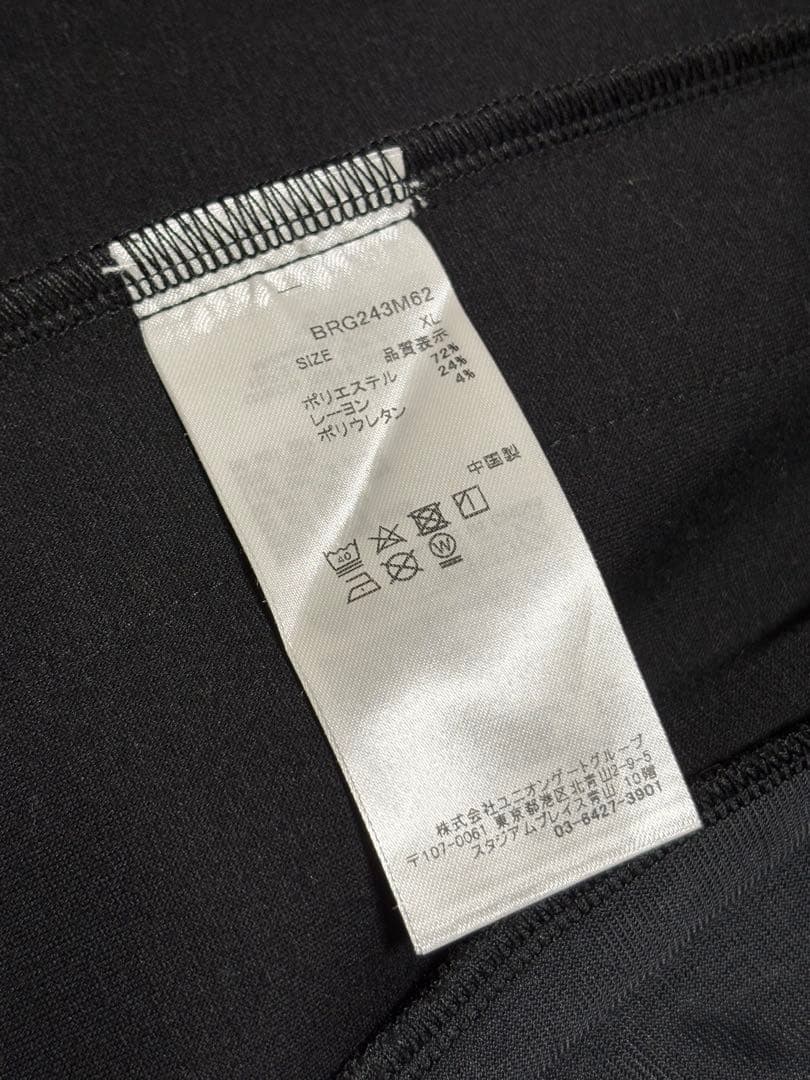 BRG243M62
SIZE XL
品質表示
ポリエステル 72%
レーヨン 24%
ポリウレタン 4%
中国製
40
W
株式会社ユニオンゲートグループ
〒107-0061 東京都港区北青山2-9-5
スタジアムプレイス青山 10階
03-6427-3901